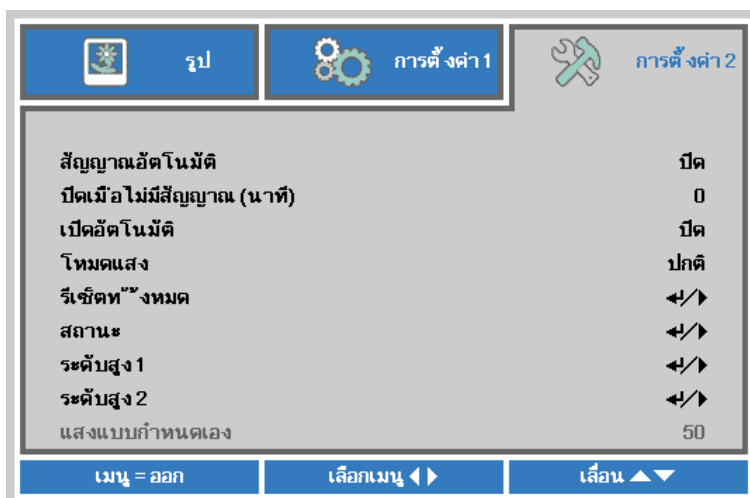 รูป
การตั้งค่า 1
การตั้งค่า 2
สัญญาณอัตโนมัติ ปิด
ปิดเมื่อไม่มีสัญญาณ (นาที) 0
เปิดอัตโนมัติ ปิด
โหมดแสง ปกติ
รีเซ็ตทั้งหมด ↵/▶
สถานะ ↵/▶
ระดับสูง 1 ↵/▶
ระดับสูง 2 ↵/▶
แสงแบบกำหนดเอง 50
เมนู = ออก เลือกเมนู ◀▶ เลื่อน ▲▼